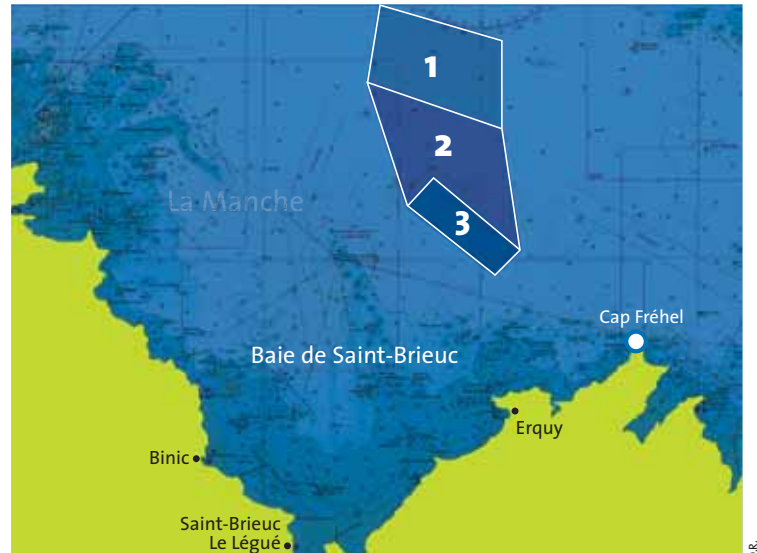 1
2
La Manche
3
Cap Fréhel
Baie de Saint-Brieuc
Erquy
Binic
Saint-Brieuc
Le Légué